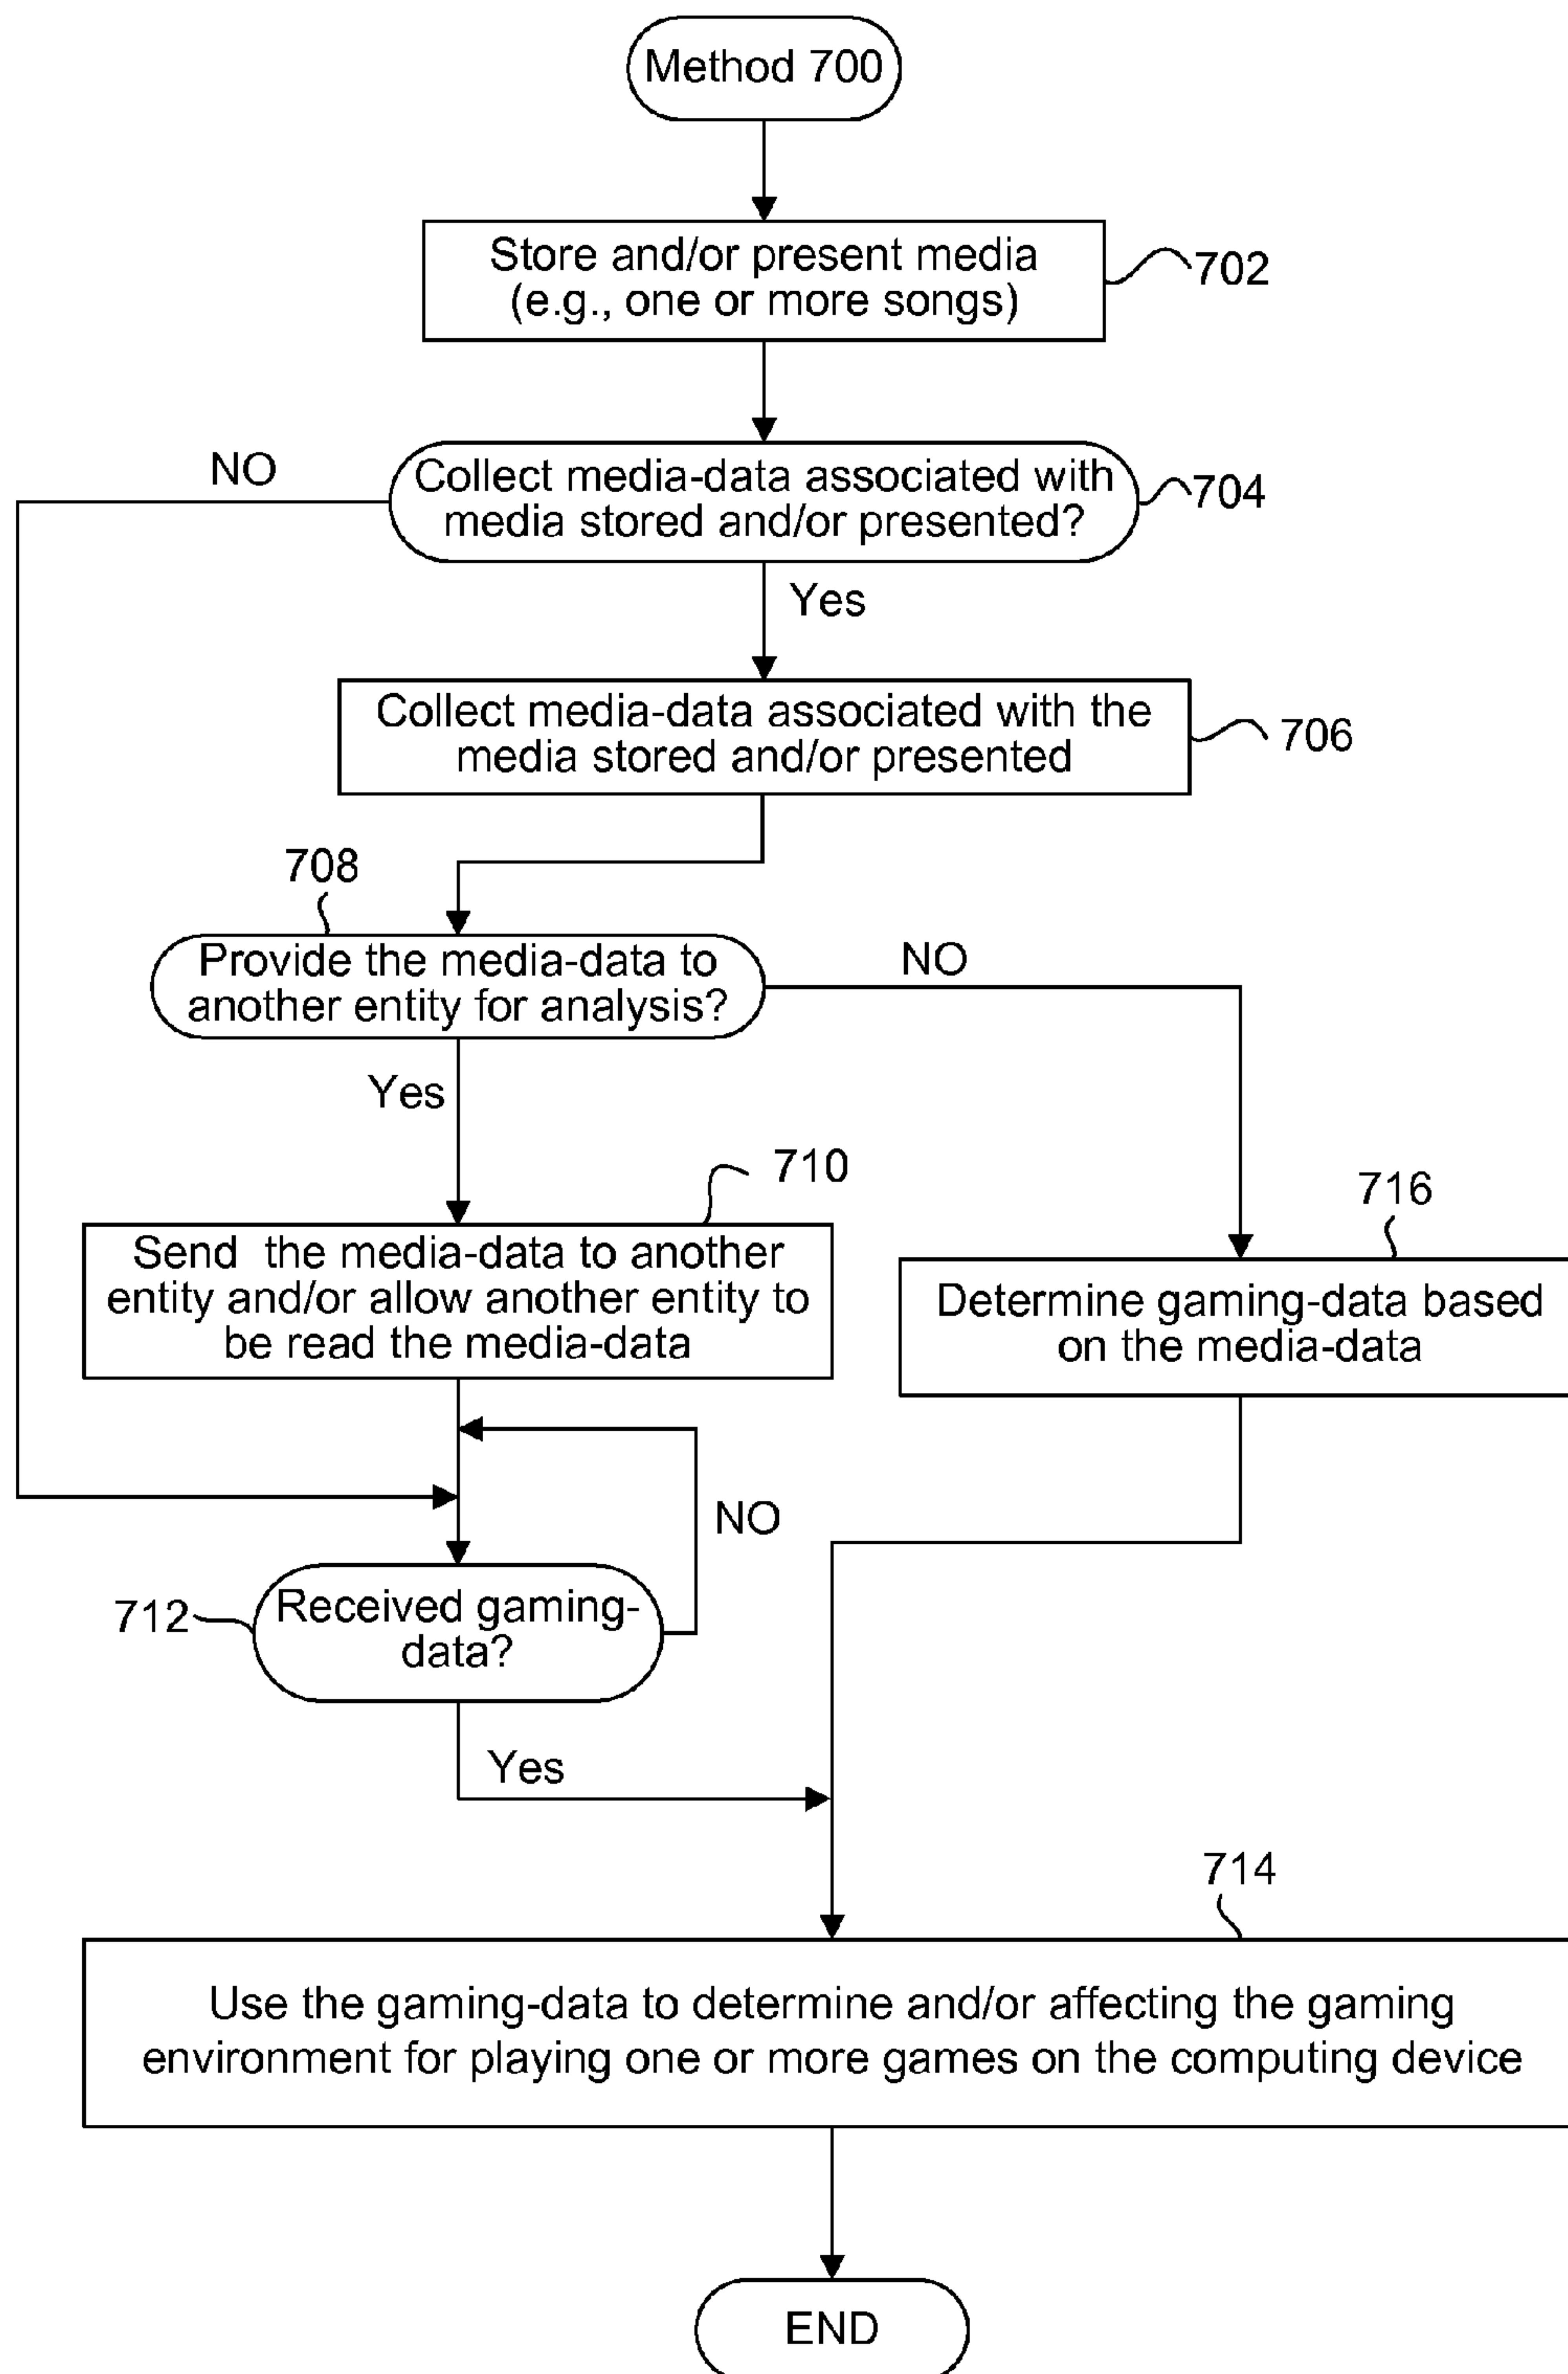 Method 700
Store and/or present media
(e.g., one or more songs)
702
NO
Collect media-data associated with
media stored and/or presented?
704
Yes
Collect media-data associated with the
media stored and/or presented
706
708
Provide the media-data to
another entity for analysis?
NO
Yes
710
716
Send the media-data to another
entity and/or allow another entity to
be read the media-data
Determine gaming-data based
on the media-data
NO
712
Received gaming-
data?
Yes
714
Use the gaming-data to determine and/or affecting the gaming
environment for playing one or more games on the computing device
END